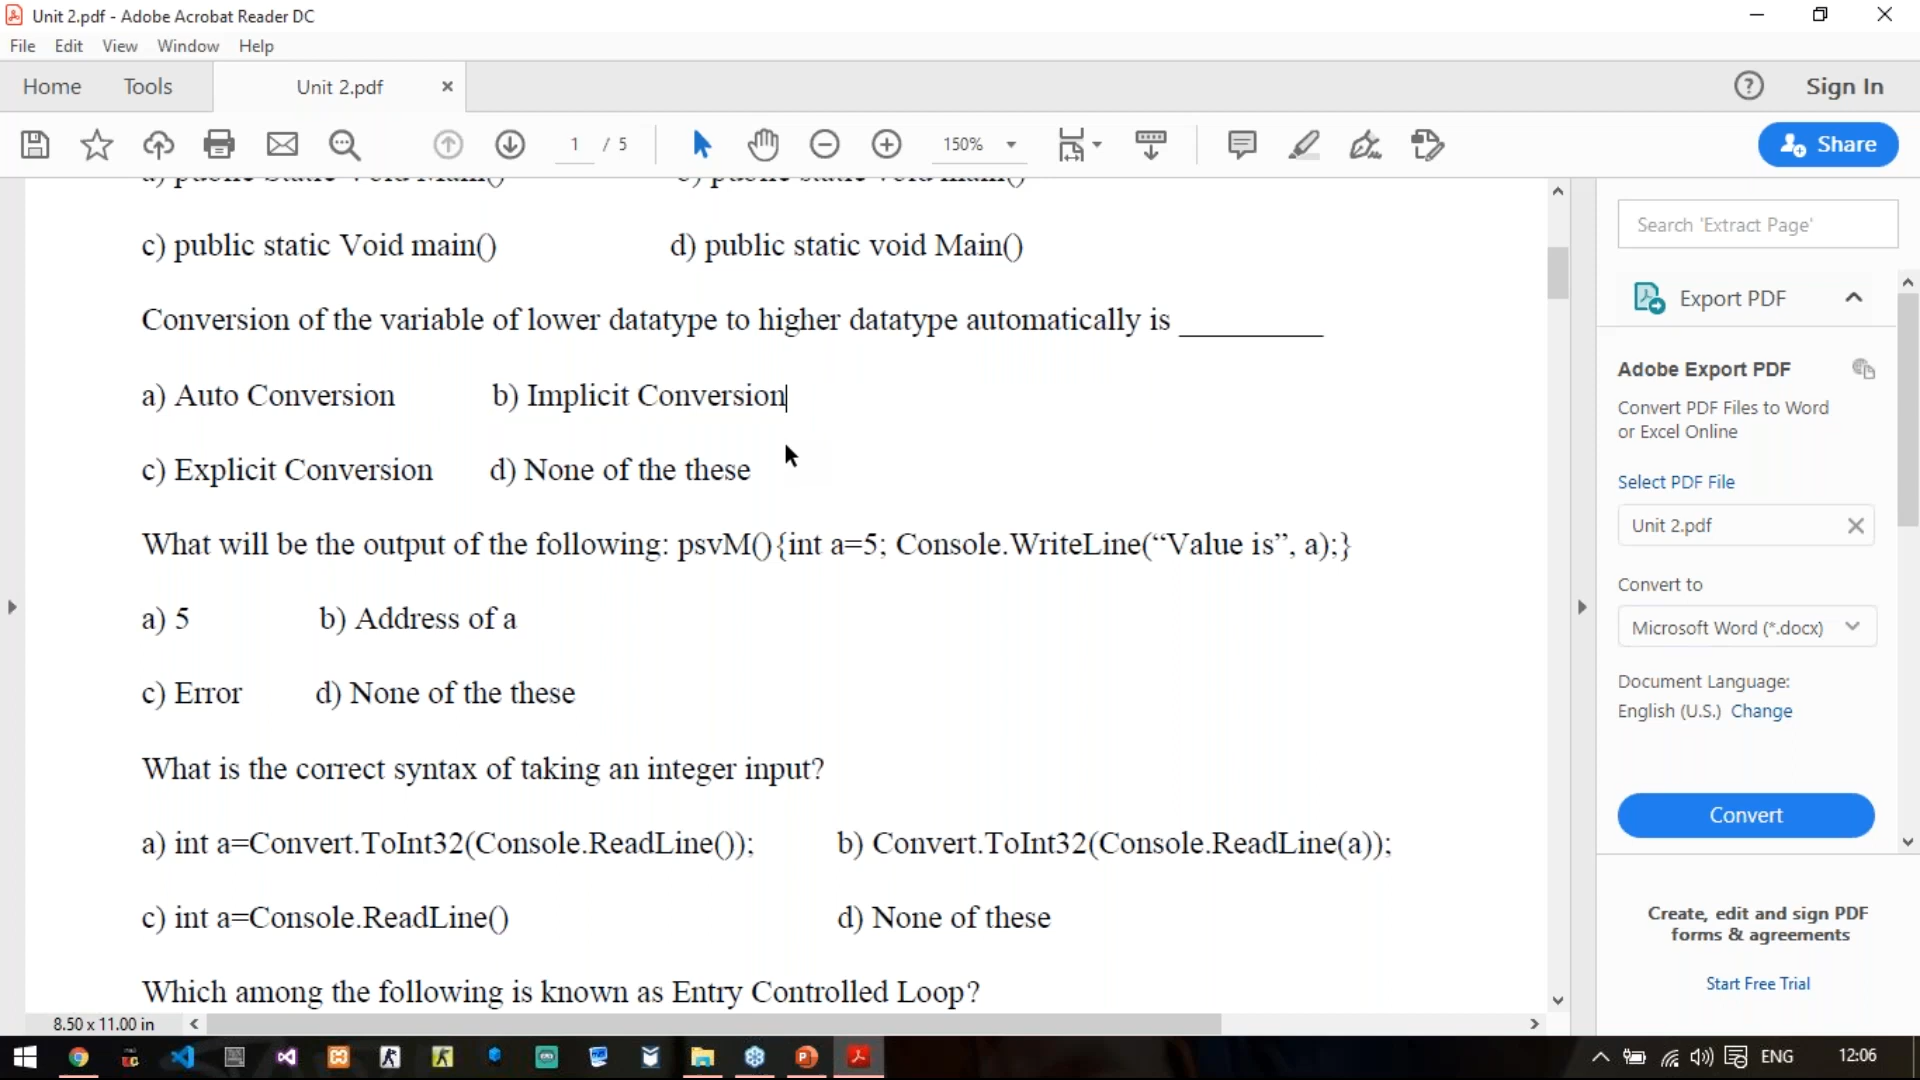 Unit 2.pdf - Adobe Acrobat Reader DC
File Edit View Window Help
Home Tools Unit 2.pdf Sign In
1 / 5 150% Share
c) public static Void main() d) public static void Main()
Conversion of the variable of lower datatype to higher datatype automatically is _________
a) Auto Conversion b) Implicit Conversion
c) Explicit Conversion d) None of the these
What will be the output of the following: psvM(){int a=5; Console.WriteLine(“Value is”, a);}
a) 5 b) Address of a
c) Error d) None of the these
What is the correct syntax of taking an integer input?
a) int a=Convert.ToInt32(Console.ReadLine()); b) Convert.ToInt32(Console.ReadLine(a));
c) int a=Console.ReadLine() d) None of these
Which among the following is known as Entry Controlled Loop?
8.50 x 11.00 in
Search 'Extract Page'
Export PDF
Adobe Export PDF
Convert PDF Files to Word
or Excel Online
Select PDF File
Unit 2.pdf
Convert to
Microsoft Word (*.docx)
Document Language:
English (U.S.) Change
Convert
Create, edit and sign PDF
forms & agreements
Start Free Trial
ENG 12:06